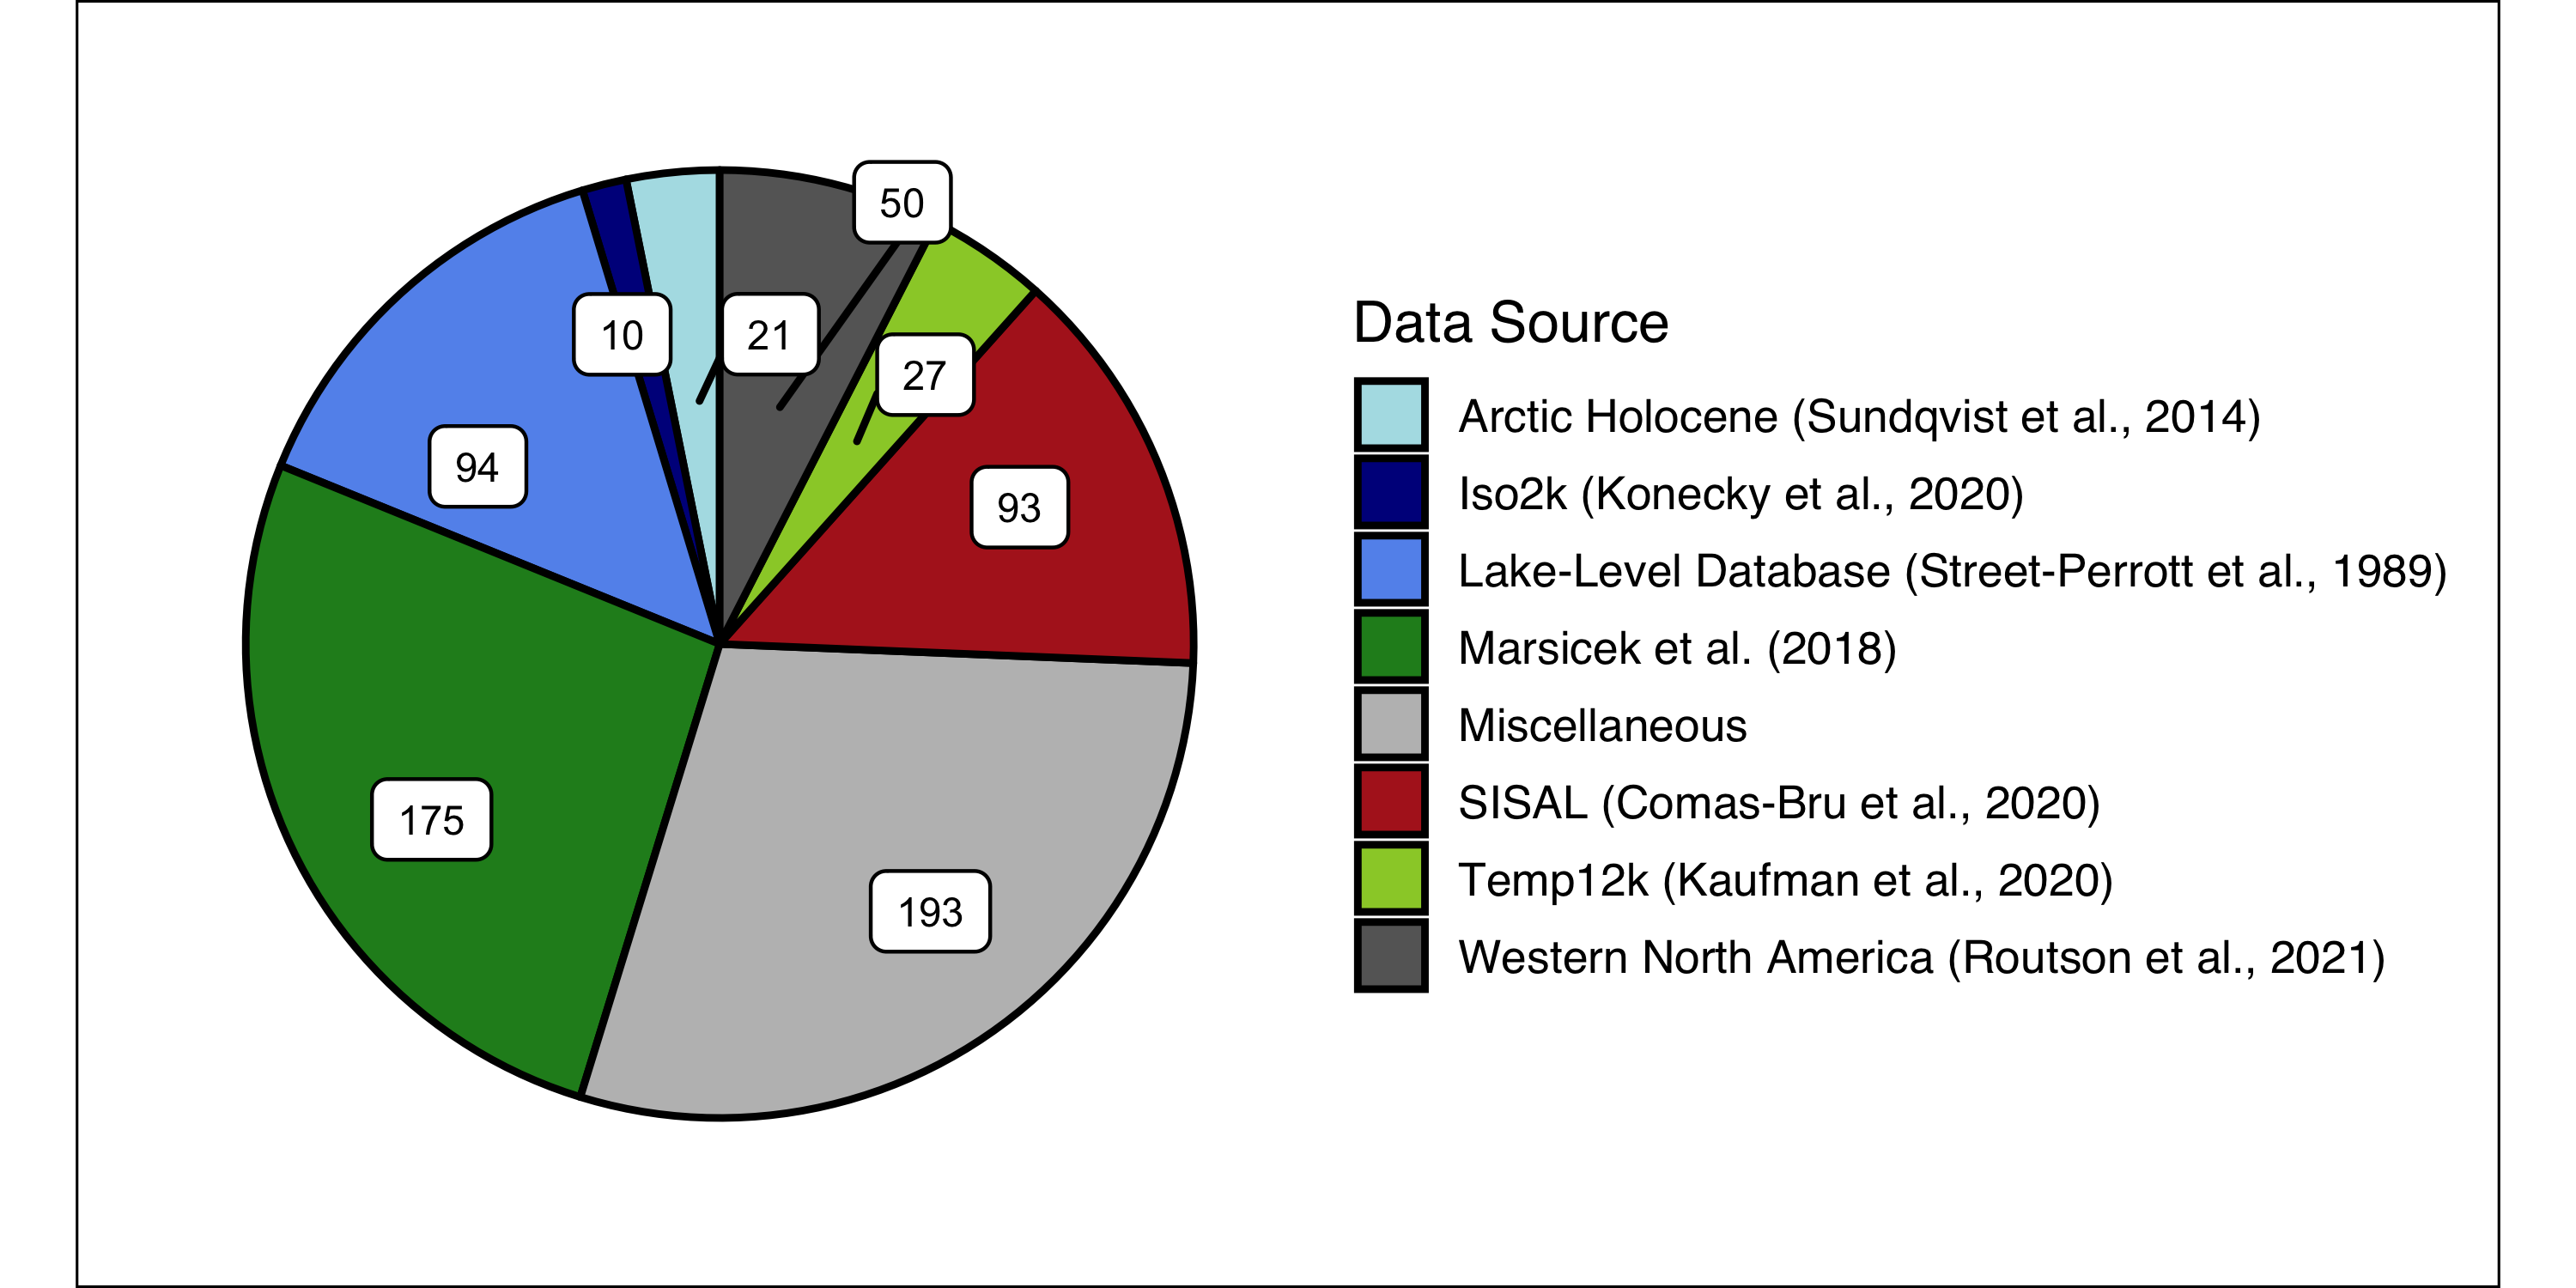 50
10
21
27
94
93
175
193
Data Source
Arctic Holocene (Sundqvist et al., 2014)
Iso2k (Konecky et al., 2020)
Lake-Level Database (Street-Perrott et al., 1989)
Marsicek et al. (2018)
Miscellaneous
SISAL (Comas-Bru et al., 2020)
Temp12k (Kaufman et al., 2020)
Western North America (Routson et al., 2021)